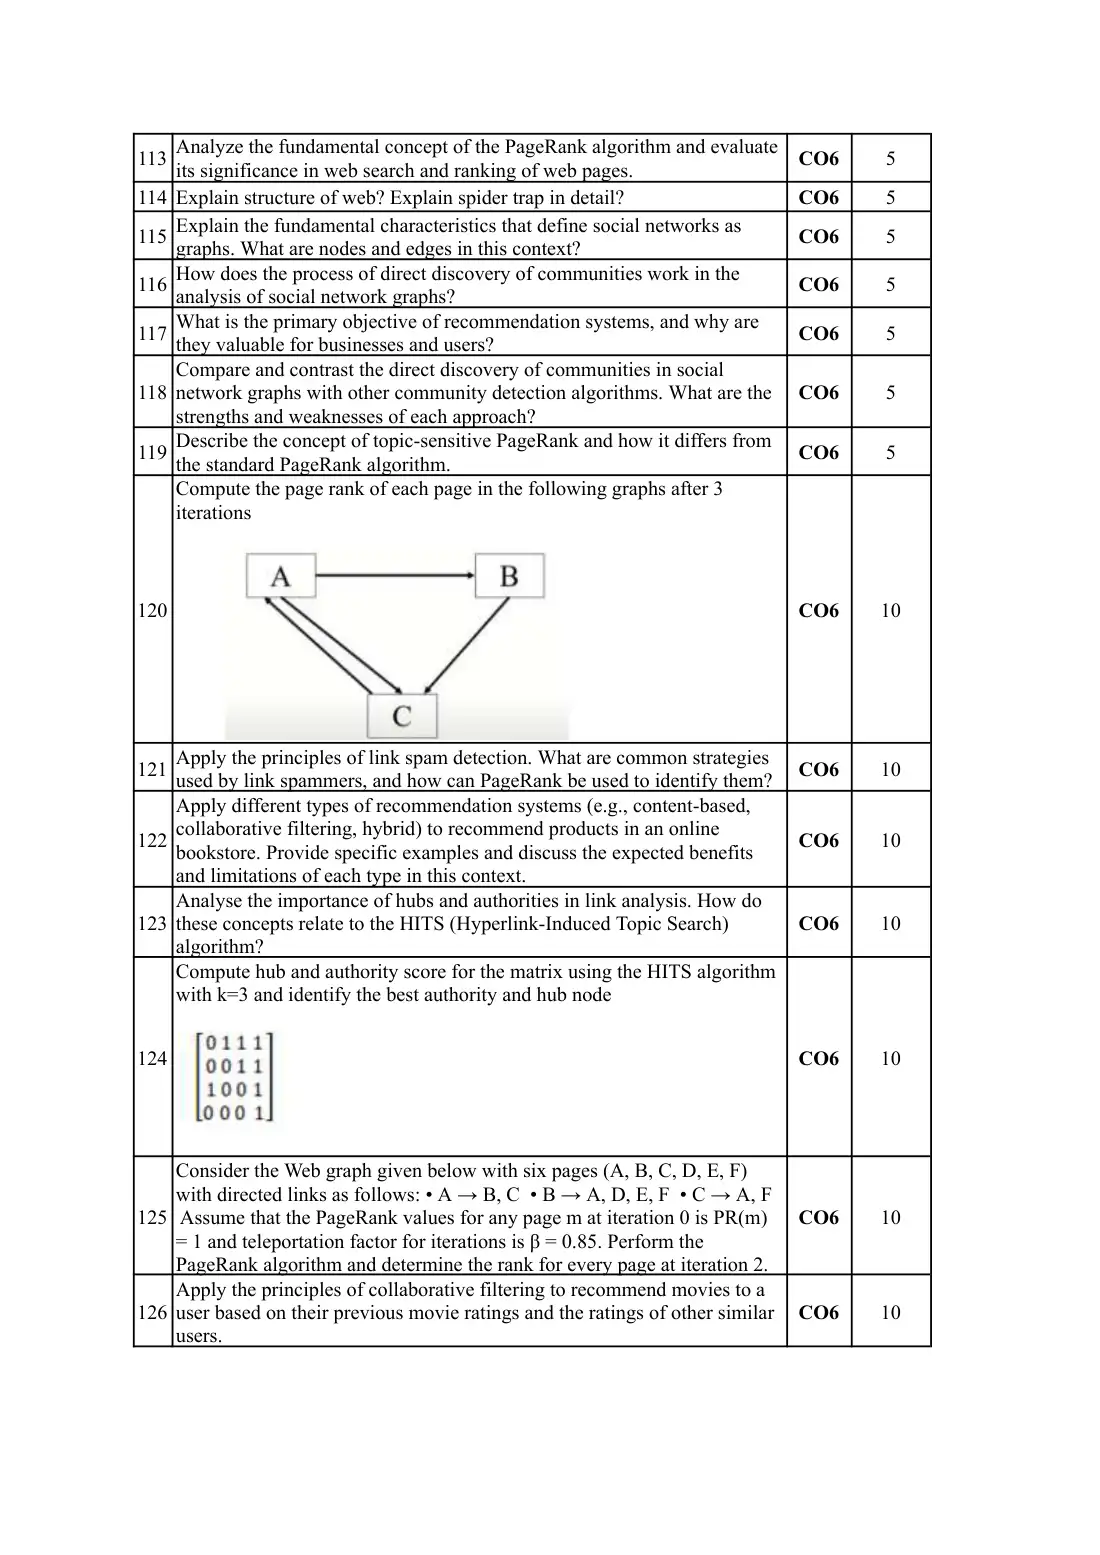 113 Analyze the fundamental concept of the PageRank algorithm and evaluate
its significance in web search and ranking of web pages. CO6 5
114 Explain structure of web? Explain spider trap in detail? CO6 5
115 Explain the fundamental characteristics that define social networks as
graphs. What are nodes and edges in this context? CO6 5
116 How does the process of direct discovery of communities work in the
analysis of social network graphs? CO6 5
117 What is the primary objective of recommendation systems, and why are
they valuable for businesses and users? CO6 5
Compare and contrast the direct discovery of communities in social
118 network graphs with other community detection algorithms. What are the CO6 5
strengths and weaknesses of each approach?
119 Describe the concept of topic-sensitive PageRank and how it differs from
the standard PageRank algorithm. CO6 5
Compute the page rank of each page in the following graphs after 3
iterations
A B
120 CO6 10
C
121 Apply the principles of link spam detection. What are common strategies
used by link spammers, and how can PageRank be used to identify them? CO6 10
Apply different types of recommendation systems (e.g., content-based,
122 collaborative filtering, hybrid) to recommend products in an online CO6 10
bookstore. Provide specific examples and discuss the expected benefits
and limitations of each type in this context.
Analyse the importance of hubs and authorities in link analysis. How do
123 these concepts relate to the HITS (Hyperlink-Induced Topic Search) CO6 10
algorithm?
Compute hub and authority score for the matrix using the HITS algorithm
with k=3 and identify the best authority and hub node
0 1 1 1
0 0 1 1
124 CO6 10
1 0 0 1
0 0 0 1
Consider the Web graph given below with six pages (A, B, C, D, E, F)
with directed links as follows: • A → B, C • B → A, D, E, F • C → A, F
125 Assume that the PageRank values for any page m at iteration 0 is PR(m) CO6 10
= 1 and teleportation factor for iterations is β = 0.85. Perform the
PageRank algorithm and determine the rank for every page at iteration 2.
Apply the principles of collaborative filtering to recommend movies to a
126 user based on their previous movie ratings and the ratings of other similar CO6 10
users.